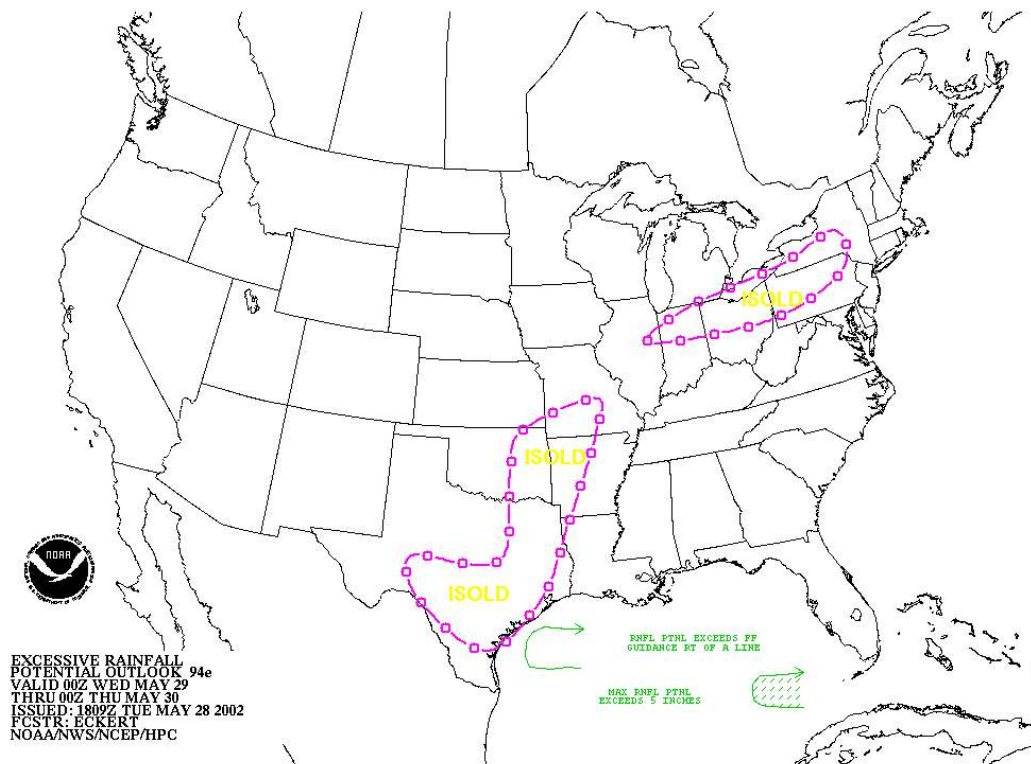 ISOLD
ISOLD
ISOLD
NOAA
RNFL PTNL EXCEEDS FF
GUIDANCE RT OF A LINE
MAX RNFL PTNL
EXCEEDS 5 INCHES
EXCESSIVE RAINFALL
POTENTIAL OUTLOOK 94e
VALID 00Z WED MAY 29
THRU 00Z THU MAY 30
ISSUED: 1809Z TUE MAY 28 2002
FCSTR: ECKERT
NOAA/NWS/NCEP/HPC